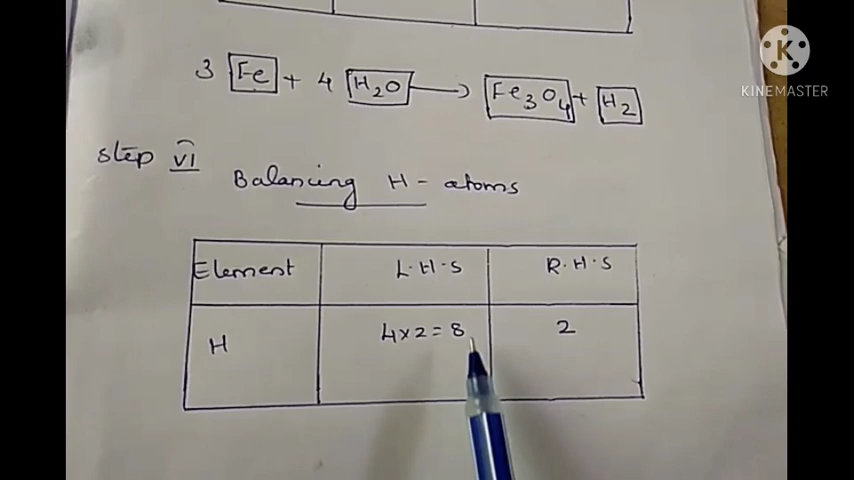 KINEMASTER
3 Fe + 4 H₂O → Fe₃O₄ + H₂
Step VI
Balancing H - atoms
Element L.H.S R.H.S
H 4×2=8 2